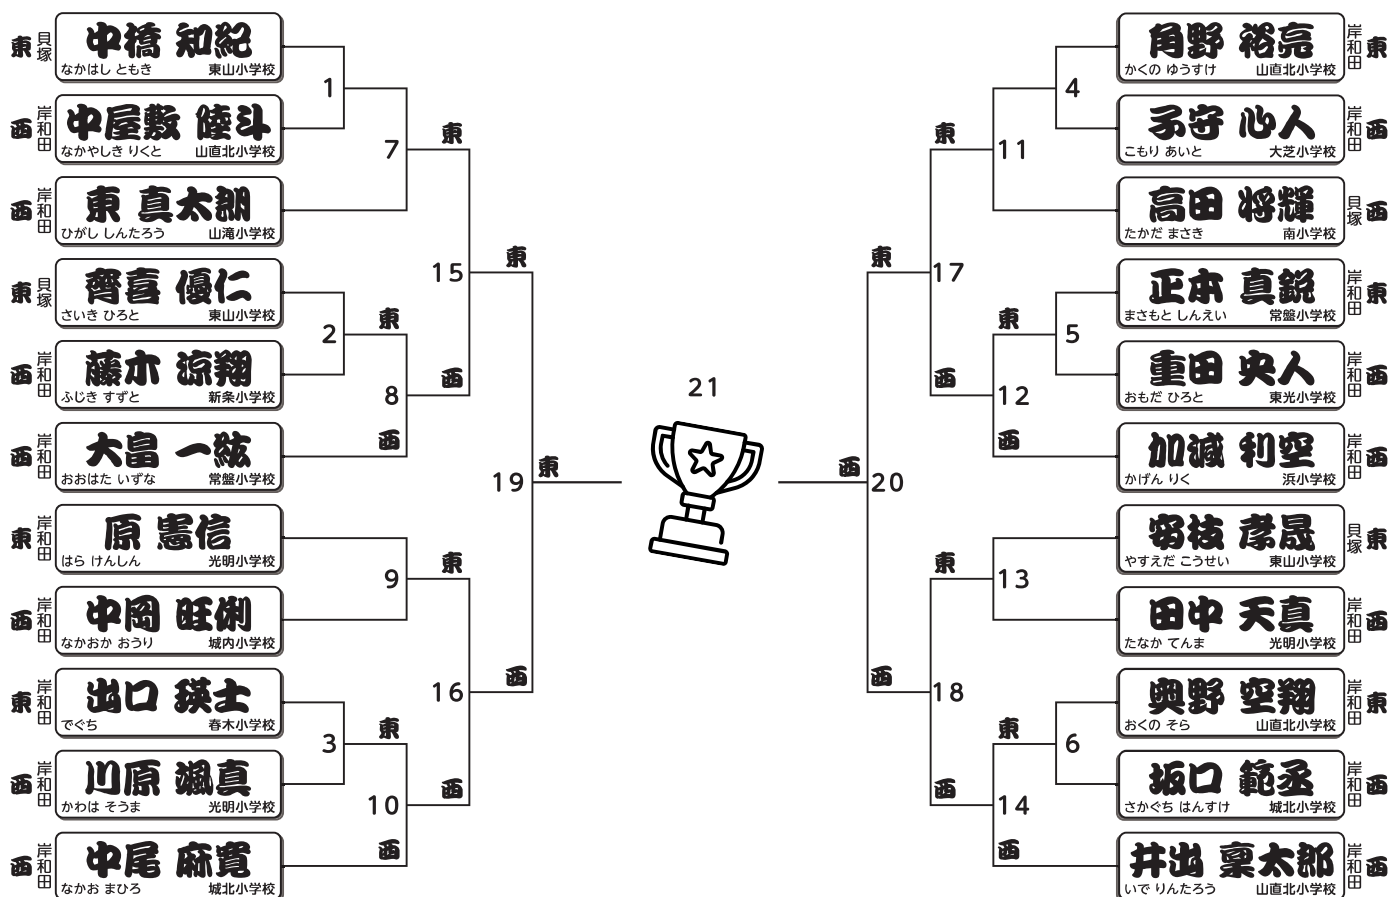 東 貝塚 中橋 知紀
なかはし ともき 東山小学校
西 岸和田 中屋敷 陸斗
なかやしき りくと 山直北小学校
西 岸和田 東 真太朗
ひがし しんたろう 山滝小学校
東 貝塚 齊喜 優仁
さいき ひろと 東山小学校
西 岸和田 藤木 涼翔
ふじき すずと 新条小学校
西 岸和田 大畠 一絃
おおはた いずな 常盤小学校
東 岸和田 原 憲信
はら けんしん 光明小学校
西 岸和田 中岡 旺俐
なかおか おうり 城内小学校
東 岸和田 出口 瑛士
でぐち 春木小学校
西 岸和田 川原 颯真
かわは そうま 光明小学校
西 岸和田 中尾 麻寛
なかお まひろ 城北小学校
1
2
3
7
東
8
西
9
10
東
15
西
東
16
西
東
19
西
東
西
21
西
20
東
17
西
18
東
11
西
12
東
13
西
14
東
西
東
西
4
5
6
角野 裕亮 岸和田 東
かくの ゆうすけ 山直北小学校
子守 心人 岸和田 西
こもり あいと 大芝小学校
高田 将輝 貝塚 西
たかだ まさき 南小学校
正本 真鋭 岸和田 東
まさもと しんえい 常盤小学校
重田 央人 岸和田 西
おもだ ひろと 東光小学校
加減 利空 岸和田 西
かげん りく 浜小学校
安枝 孝晟 貝塚 東
やすえだ こうせい 東山小学校
田中 天真 岸和田 西
たなか てんま 光明小学校
奥野 空翔 岸和田 東
おくの そら 山直北小学校
坂口 範丞 岸和田 西
さかぐち はんすけ 城北小学校
井出 稟太郎 岸和田 西
いで りんたろう 山直北小学校